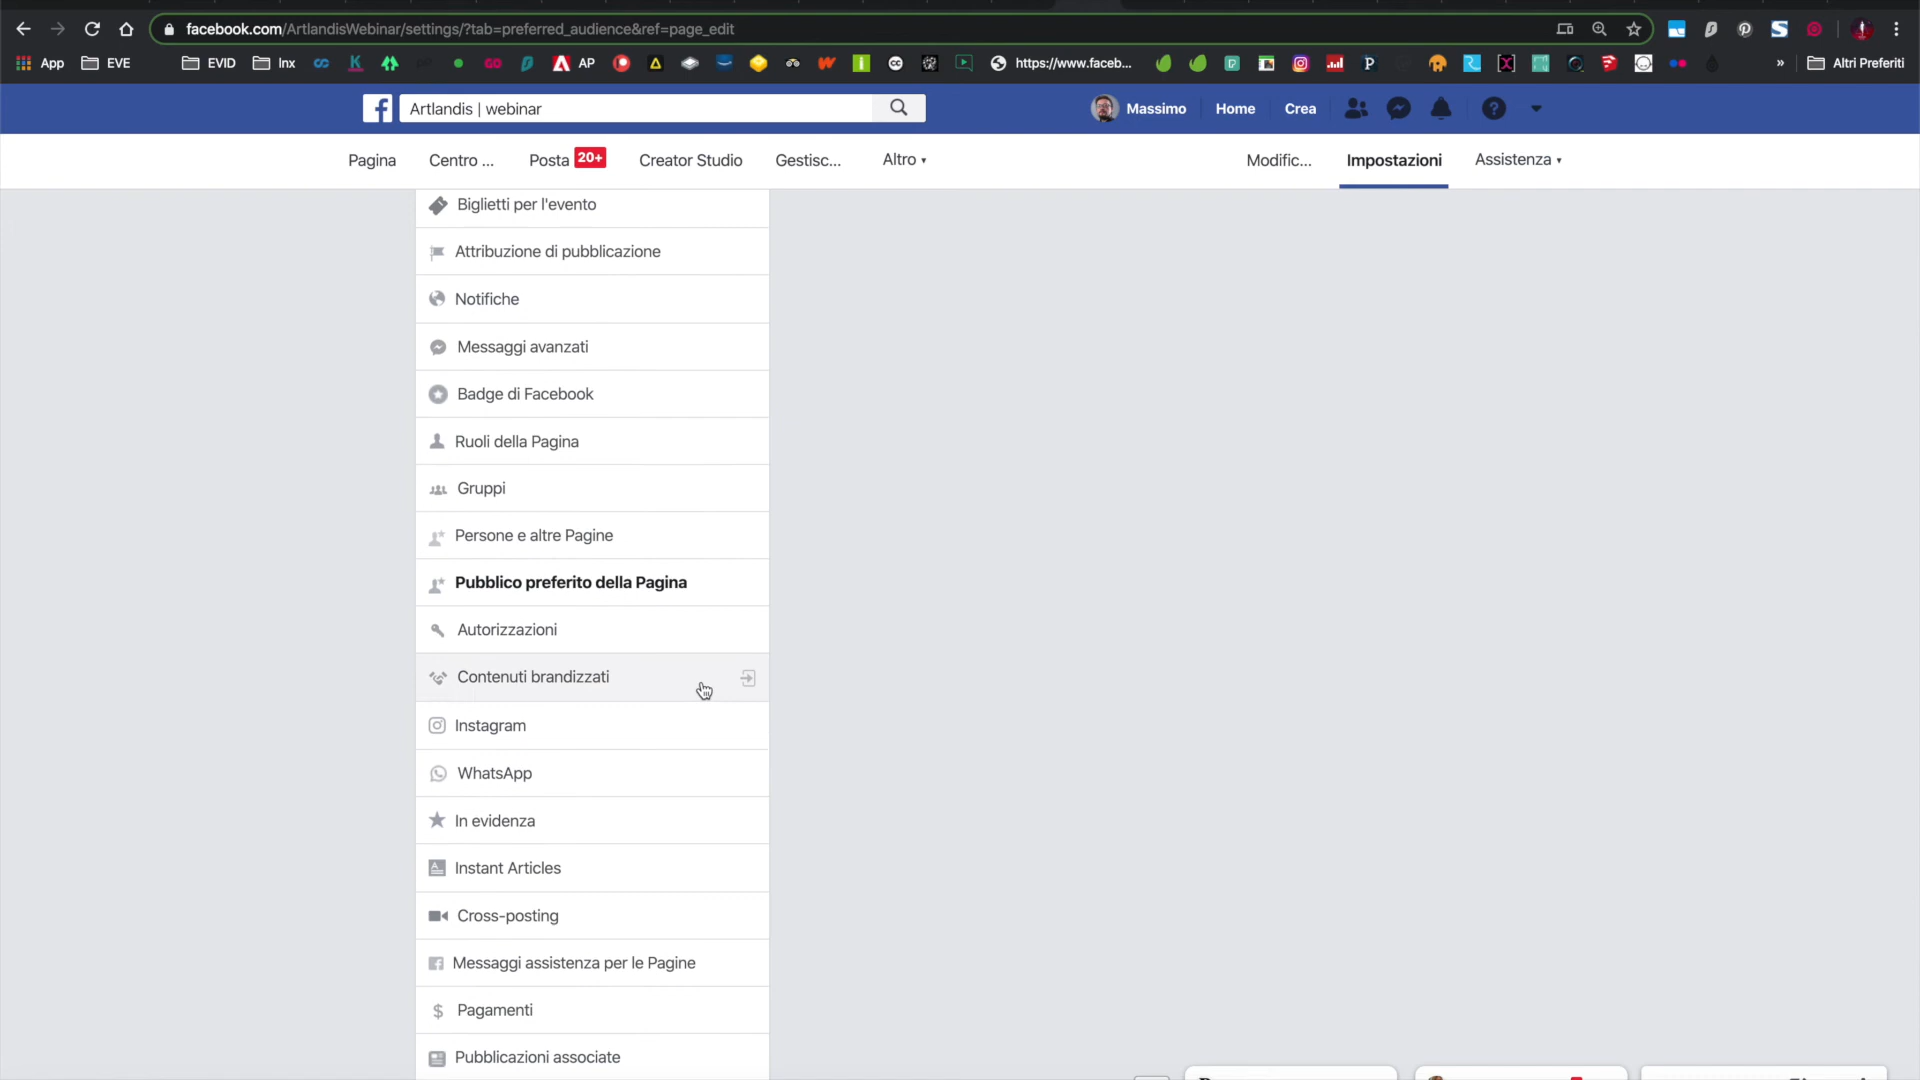 facebook.com/ArtlandisWebinar/settings/?tab=preferred_audience&ref=page_edit
App EVE EVID Inx AP https://www.faceb... » Altri Preferiti
Artlandis | webinar Massimo Home Crea
Pagina Centro ... Posta 20+ Creator Studio Gestisc... Altro Modific... Impostazioni Assistenza
Biglietti per l'evento
Attribuzione di pubblicazione
Notifiche
Messaggi avanzati
Badge di Facebook
Ruoli della Pagina
Gruppi
Persone e altre Pagine
Pubblico preferito della Pagina
Autorizzazioni
Contenuti brandizzati
Instagram
WhatsApp
In evidenza
Instant Articles
Cross-posting
Messaggi assistenza per le Pagine
Pagamenti
Pubblicazioni associate